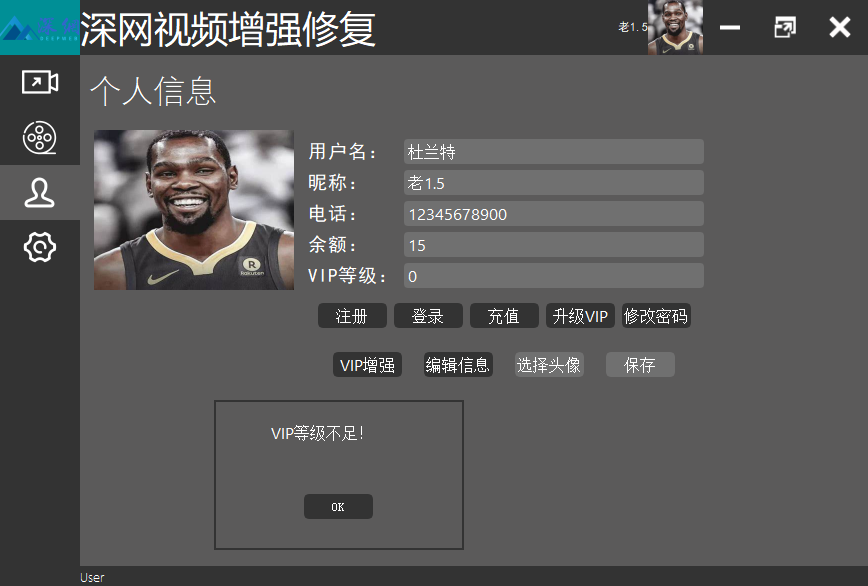 深网视频增强修复
老1.5
个人信息
用户名：
杜兰特
昵称：
老1.5
电话：
12345678900
余额：
15
VIP等级：
0
注册 登录 充值 升级VIP 修改密码
VIP增强 编辑信息 选择头像 保存
VIP等级不足！
OK
User
Rakuten